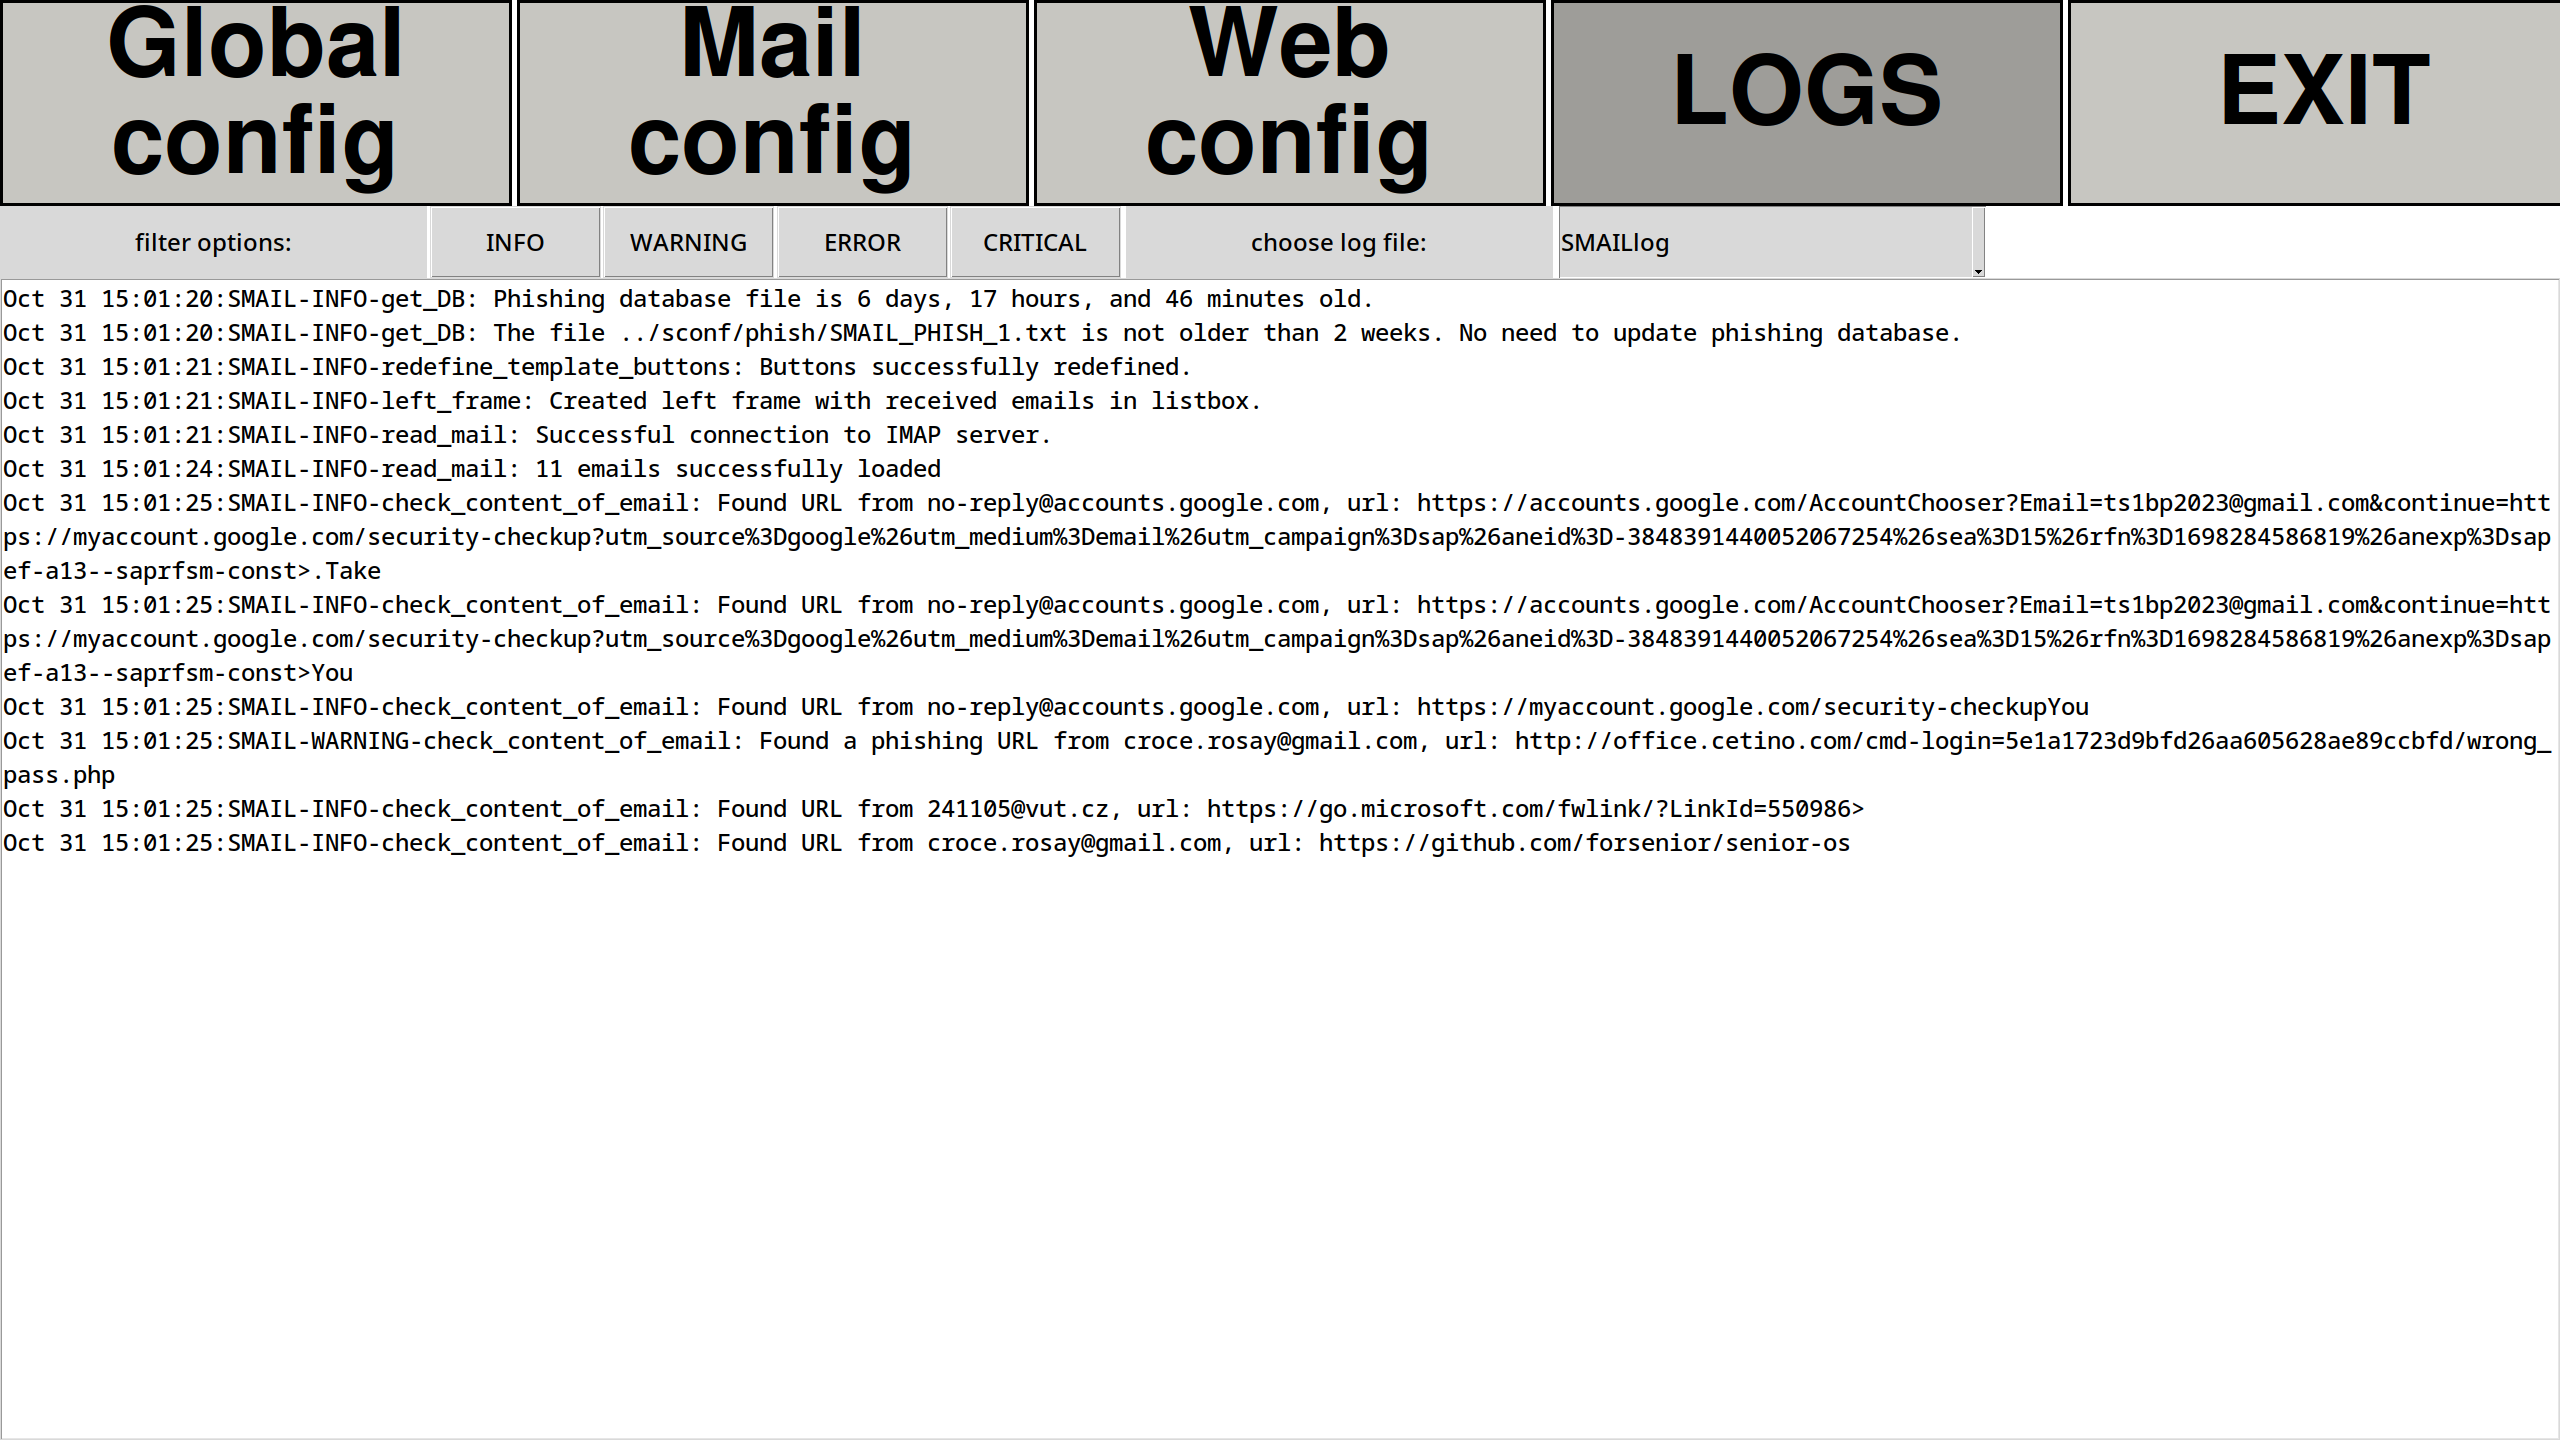 Global
config
Mail
config
Web
config
LOGS
EXIT
filter options:
INFO
WARNING
ERROR
CRITICAL
choose log file:
SMAILlog
Oct 31 15:01:20:SMAIL-INFO-get_DB: Phishing database file is 6 days, 17 hours, and 46 minutes old.
Oct 31 15:01:20:SMAIL-INFO-get_DB: The file ../sconf/phish/SMAIL_PHISH_1.txt is not older than 2 weeks. No need to update phishing database.
Oct 31 15:01:21:SMAIL-INFO-redefine_template_buttons: Buttons successfully redefined.
Oct 31 15:01:21:SMAIL-INFO-left_frame: Created left frame with received emails in listbox.
Oct 31 15:01:21:SMAIL-INFO-read_mail: Successful connection to IMAP server.
Oct 31 15:01:24:SMAIL-INFO-read_mail: 11 emails successfully loaded
Oct 31 15:01:25:SMAIL-INFO-check_content_of_email: Found URL from no-reply@accounts.google.com, url: https://accounts.google.com/AccountChooser?Email=ts1bp2023@gmail.com&continue=htt
ps://myaccount.google.com/security-checkup?utm_source%3Dgoogle%26utm_medium%3Demail%26utm_campaign%3Dsap%26aneid%3D-3848391440052067254%26sea%3D15%26rfn%3D1698284586819%26anexp%3Dsap
ef-a13--saprfsm-const>.Take
Oct 31 15:01:25:SMAIL-INFO-check_content_of_email: Found URL from no-reply@accounts.google.com, url: https://accounts.google.com/AccountChooser?Email=ts1bp2023@gmail.com&continue=htt
ps://myaccount.google.com/security-checkup?utm_source%3Dgoogle%26utm_medium%3Demail%26utm_campaign%3Dsap%26aneid%3D-3848391440052067254%26sea%3D15%26rfn%3D1698284586819%26anexp%3Dsap
ef-a13--saprfsm-const>You
Oct 31 15:01:25:SMAIL-INFO-check_content_of_email: Found URL from no-reply@accounts.google.com, url: https://myaccount.google.com/security-checkupYou
Oct 31 15:01:25:SMAIL-WARNING-check_content_of_email: Found a phishing URL from croce.rosay@gmail.com, url: http://office.cetino.com/cmd-login=5e1a1723d9bfd26aa605628ae89ccbfd/wrong_
pass.php
Oct 31 15:01:25:SMAIL-INFO-check_content_of_email: Found URL from 241105@vut.cz, url: https://go.microsoft.com/fwlink/?LinkId=550986>
Oct 31 15:01:25:SMAIL-INFO-check_content_of_email: Found URL from croce.rosay@gmail.com, url: https://github.com/forsenior/senior-os